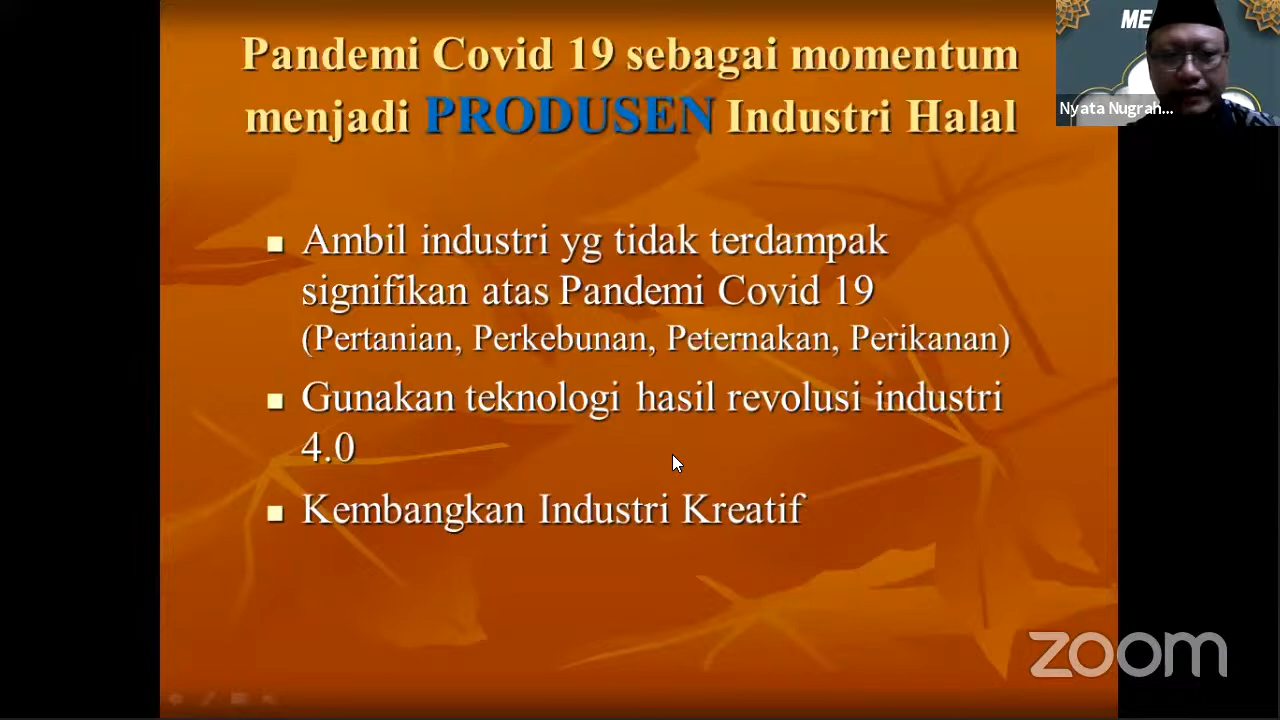 Pandemi Covid 19 sebagai momentum
menjadi PRODUSEN Industri Halal
Ambil industri yg tidak terdampak
signifikan atas Pandemi Covid 19
(Pertanian, Perkebunan, Peternakan, Perikanan)
Gunakan teknologi hasil revolusi industri
4.0
Kembangkan Industri Kreatif
ME
Nyata Nugrah...
zoom